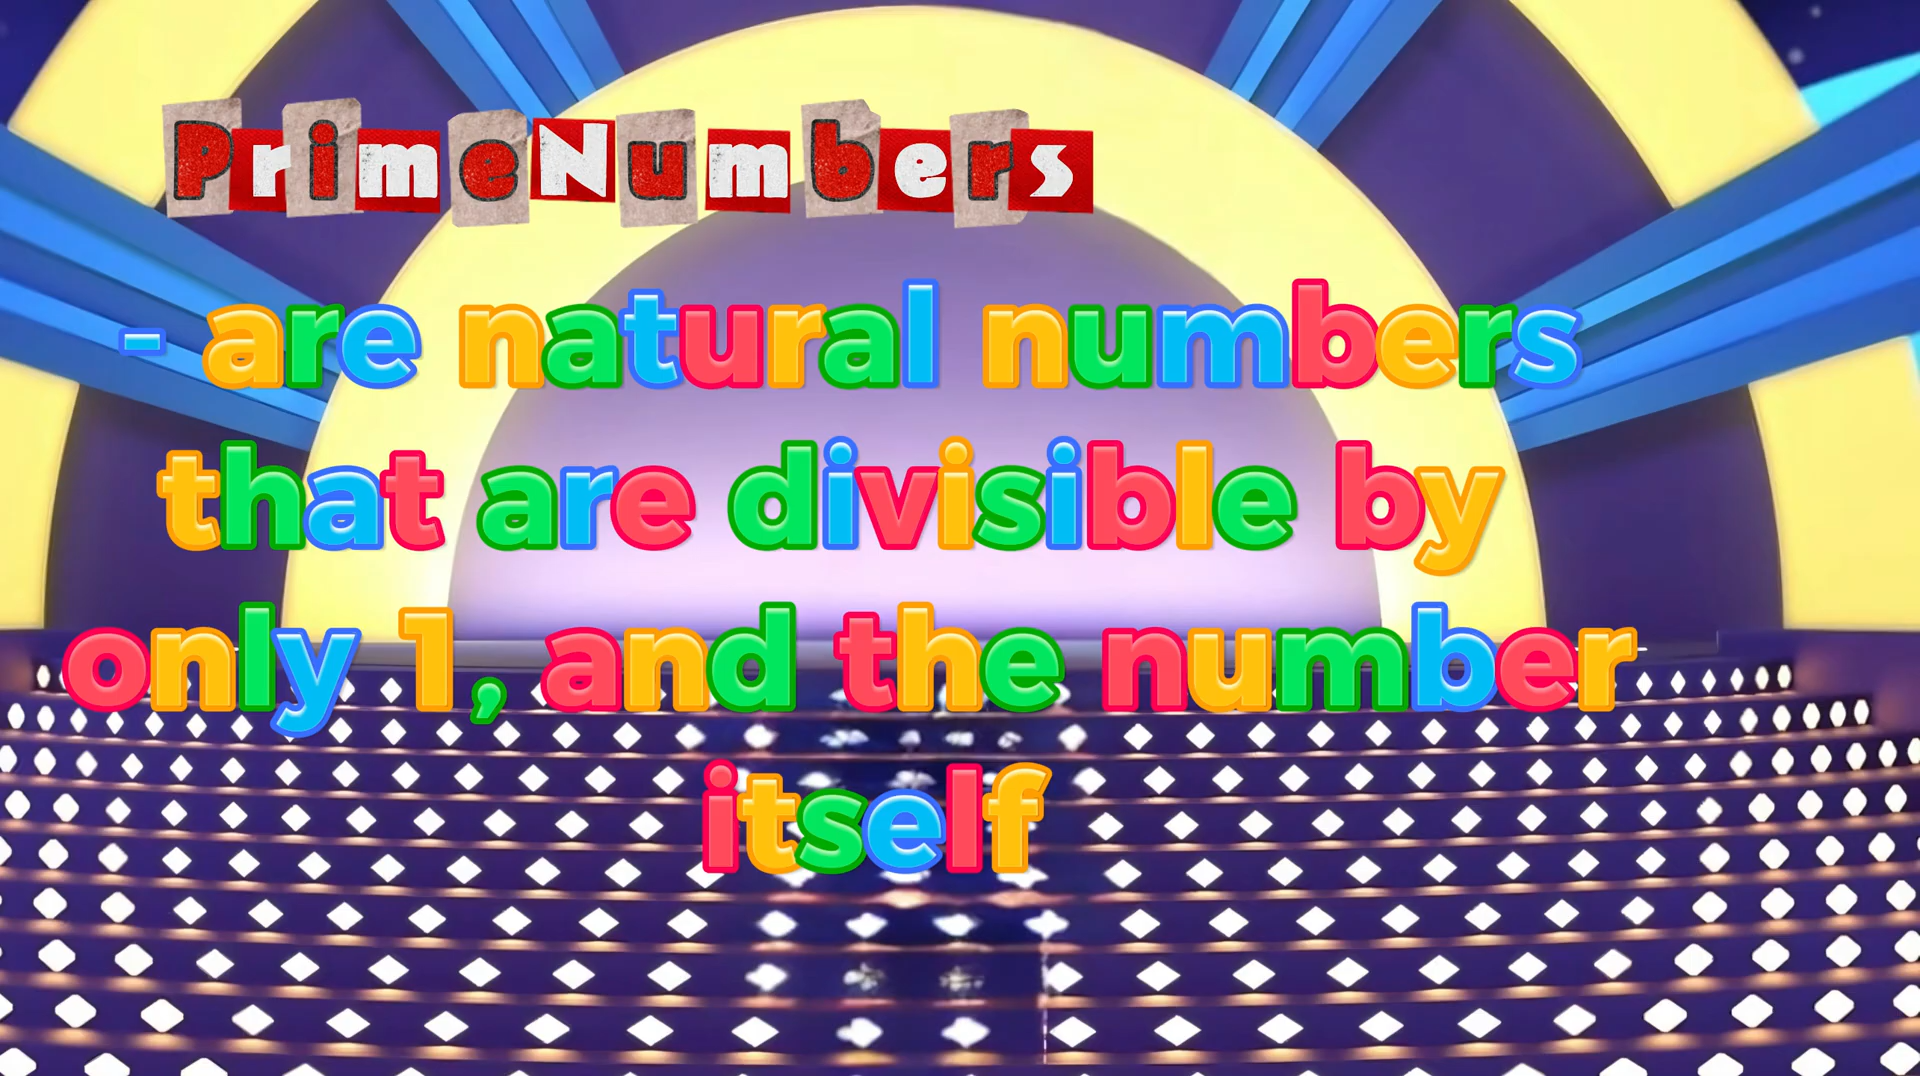 PrimeNumbers
- are natural numbers
that are divisible by
only 1, and the number
itself